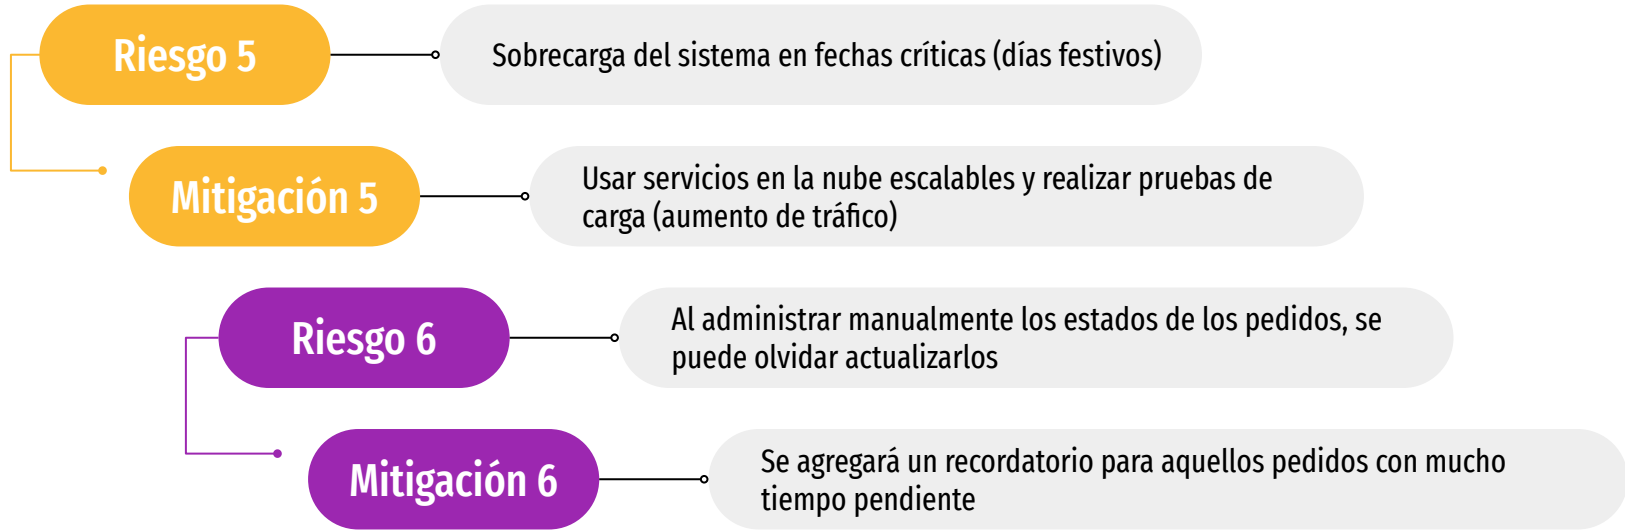 Riesgo 5
Sobrecarga del sistema en fechas críticas (días festivos)
Mitigación 5
Usar servicios en la nube escalables y realizar pruebas de
carga (aumento de tráfico)
Riesgo 6
Al administrar manualmente los estados de los pedidos, se
puede olvidar actualizarlos
Mitigación 6
Se agregará un recordatorio para aquellos pedidos con mucho
tiempo pendiente